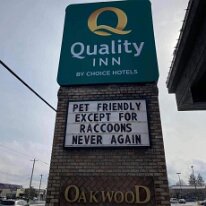 Quality
INN
BY CHOICE HOTELS
PET FRIENDLY
EXCEPT FOR
RACCOONS
NEVER AGAIN
OAKWOOD